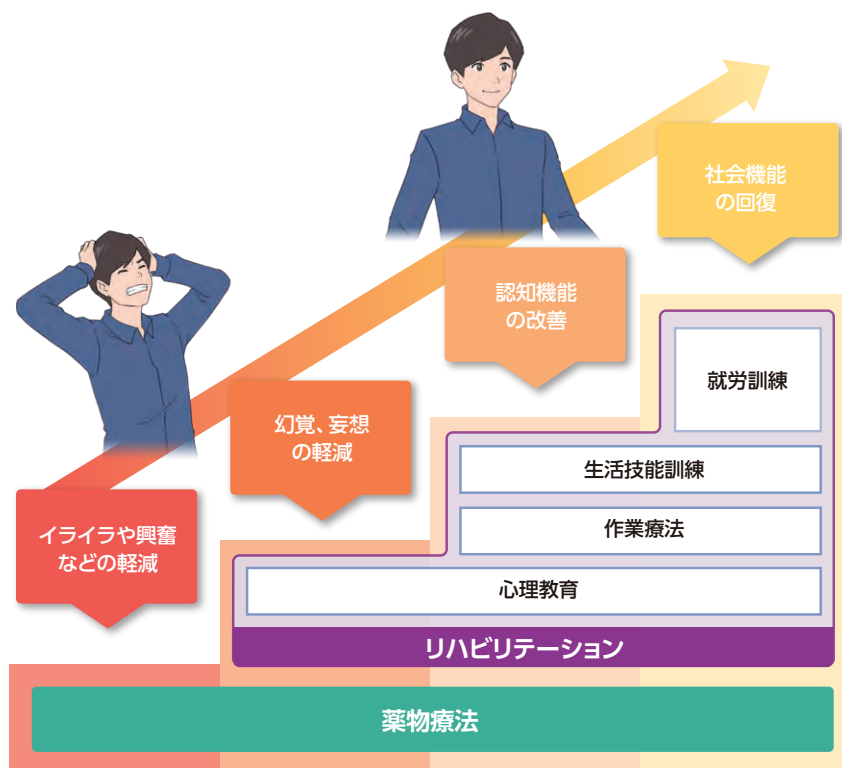 社会機能
の回復
認知機能
の改善
幻覚、妄想
の軽減
イライラや興奮
などの軽減
就労訓練
生活技能訓練
作業療法
心理教育
リハビリテーション
薬物療法